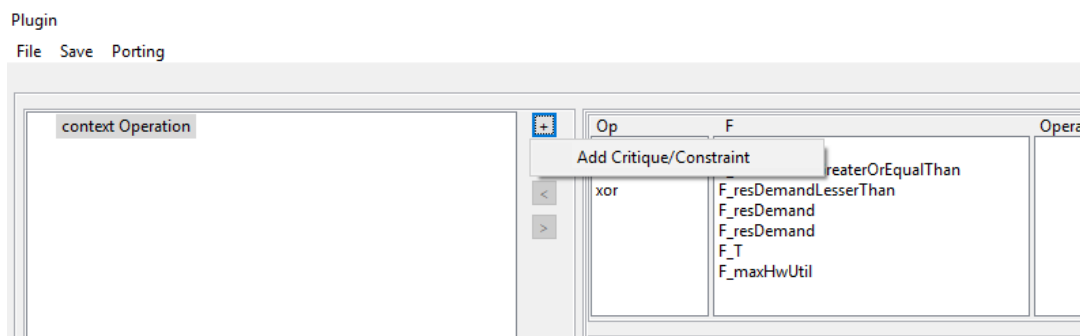 Plugin
File Save Porting
context Operation
+
Op F Opera
Add Critique/Constraint
reaterOrEqualThan
xor F_resDemandLesserThan
<
F_resDemand
>
F_resDemand
F_T
F_maxHwUtil